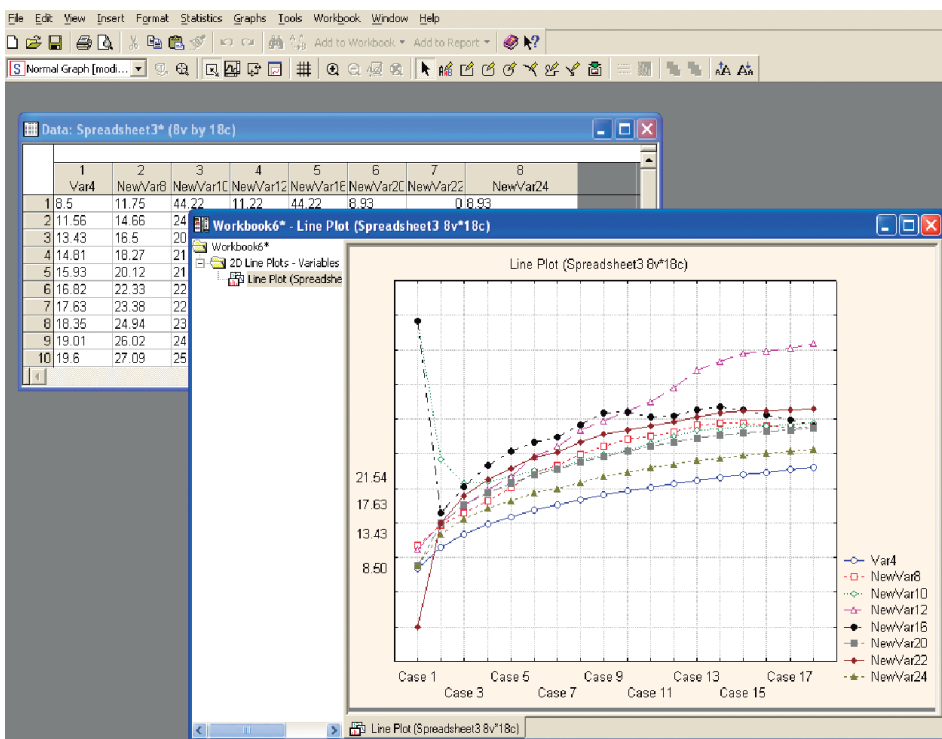 File Edit View Insert Format Statistics Graphs Tools Workbook Window Help
Add to Workbook Add to Report
Normal Graph [modi...
Data: Spreadsheet3* (8v by 18c)
1 2 3 4 5 6 7 8
Var4 NewVar8 NewVar10 NewVar12 NewVar16 NewVar20 NewVar22 NewVar24
1 8.5 11.75 44.22 11.22 44.22 8.93 0 8.93
2 11.56 14.66 24
3 13.43 16.5 20
4 14.81 18.27 21
5 15.93 20.12 21
6 16.82 22.33 22
7 17.63 23.38 22
8 18.35 24.94 23
9 19.01 26.02 24
10 19.6 27.09 25
Workbook6* - Line Plot (Spreadsheet3 8v*18c)
Workbook6*
2D Line Plots - Variables
Line Plot (Spreadshe
Line Plot (Spreadsheet3 8v*18c)
21.54
17.63
13.43
8.50
Case 1 Case 5 Case 9 Case 13 Case 17
Case 3 Case 7 Case 11 Case 15
Var4
NewVar8
NewVar10
NewVar12
NewVar16
NewVar20
NewVar22
NewVar24
Line Plot (Spreadsheet3 8v*18c)